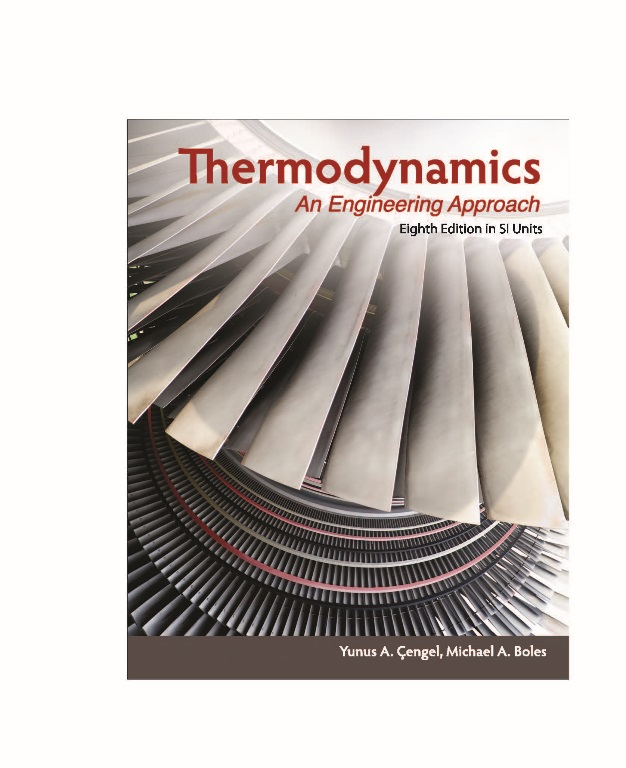 Thermodynamics
An Engineering Approach
Eighth Edition in SI Units
Yunus A. Çengel, Michael A. Boles